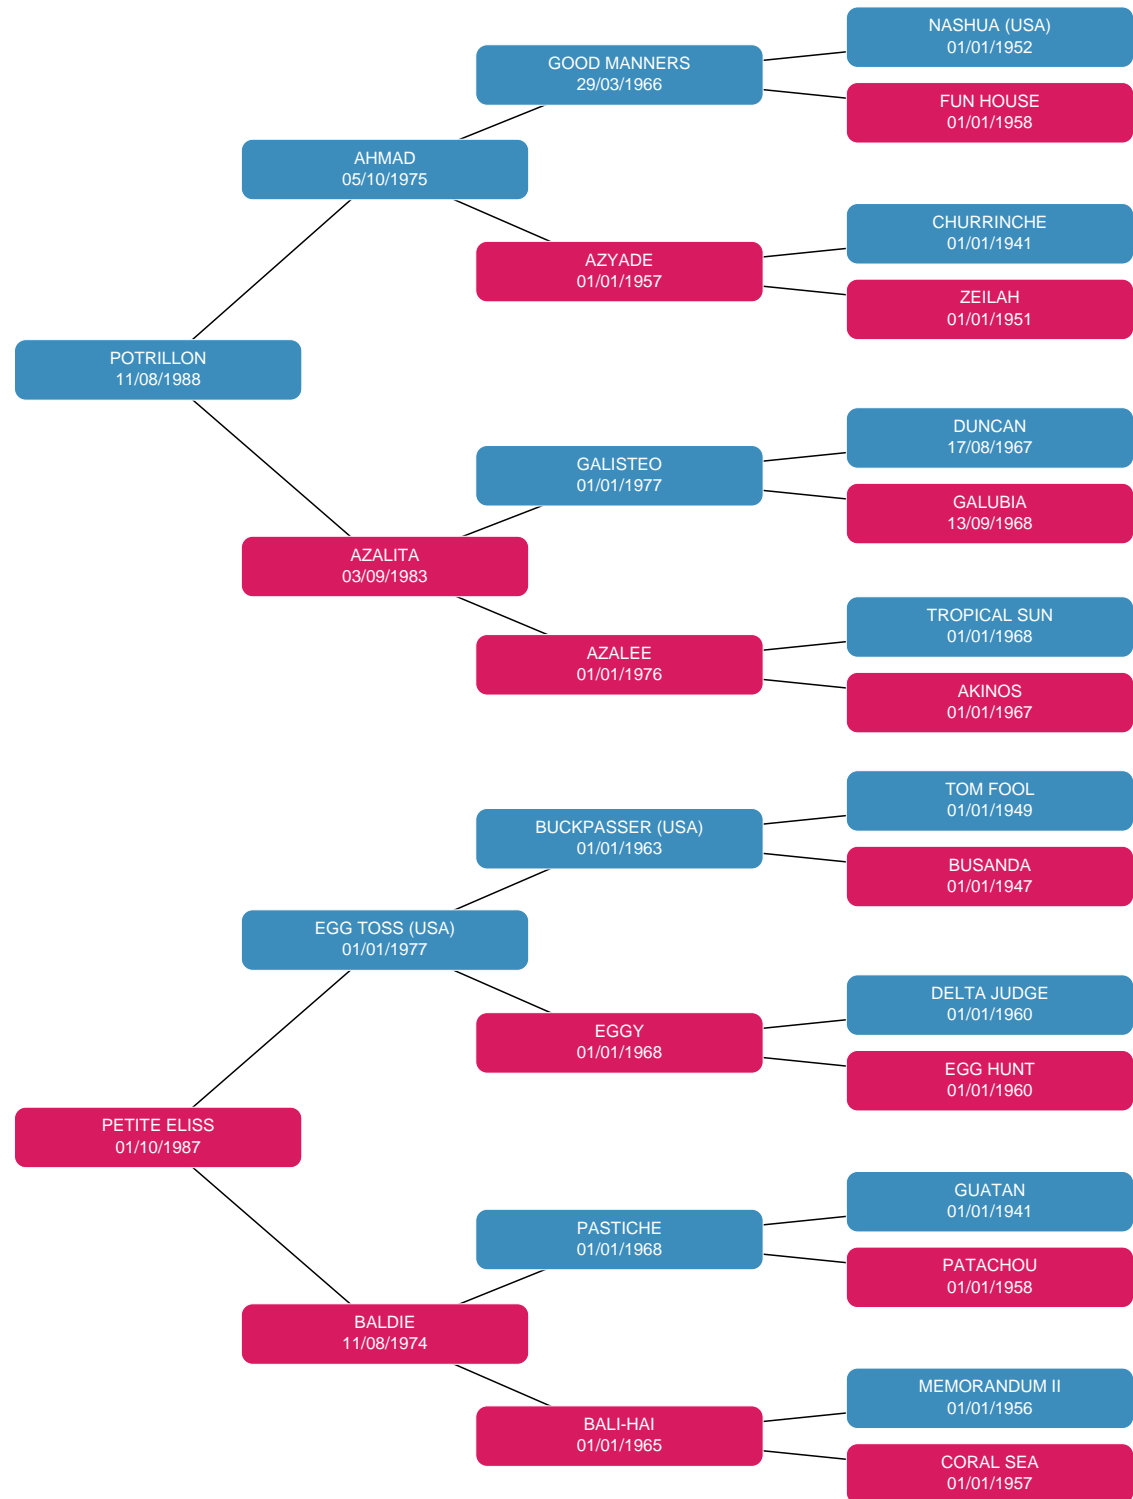 NASHUA (USA)
01/01/1952
GOOD MANNERS
29/03/1966
FUN HOUSE
01/01/1958
AHMAD
05/10/1975
CHURRINCHE
01/01/1941
AZYADE
01/01/1957
ZEILAH
01/01/1951
POTRILLON
11/08/1988
DUNCAN
17/08/1967
GALISTEO
01/01/1977
GALUBIA
13/09/1968
AZALITA
03/09/1983
TROPICAL SUN
01/01/1968
AZALEE
01/01/1976
AKINOS
01/01/1967
TOM FOOL
01/01/1949
BUCKPASSER (USA)
01/01/1963
BUSANDA
01/01/1947
EGG TOSS (USA)
01/01/1977
DELTA JUDGE
01/01/1960
EGGY
01/01/1968
EGG HUNT
01/01/1960
PETITE ELISS
01/10/1987
GUATAN
01/01/1941
PASTICHE
01/01/1968
PATACHOU
01/01/1958
BALDIE
11/08/1974
MEMORANDUM II
01/01/1956
BALI-HAI
01/01/1965
CORAL SEA
01/01/1957